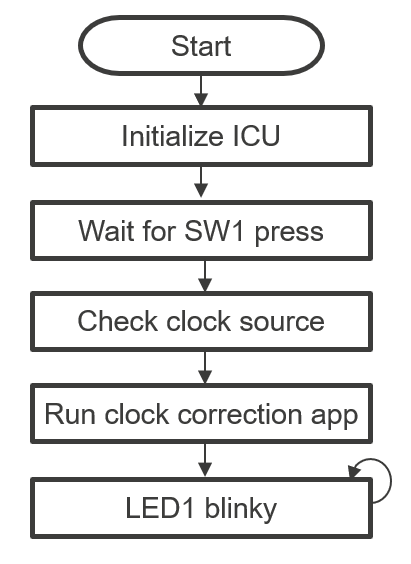 Start
Initialize ICU
Wait for SW1 press
Check clock source
Run clock correction app
LED1 blinky